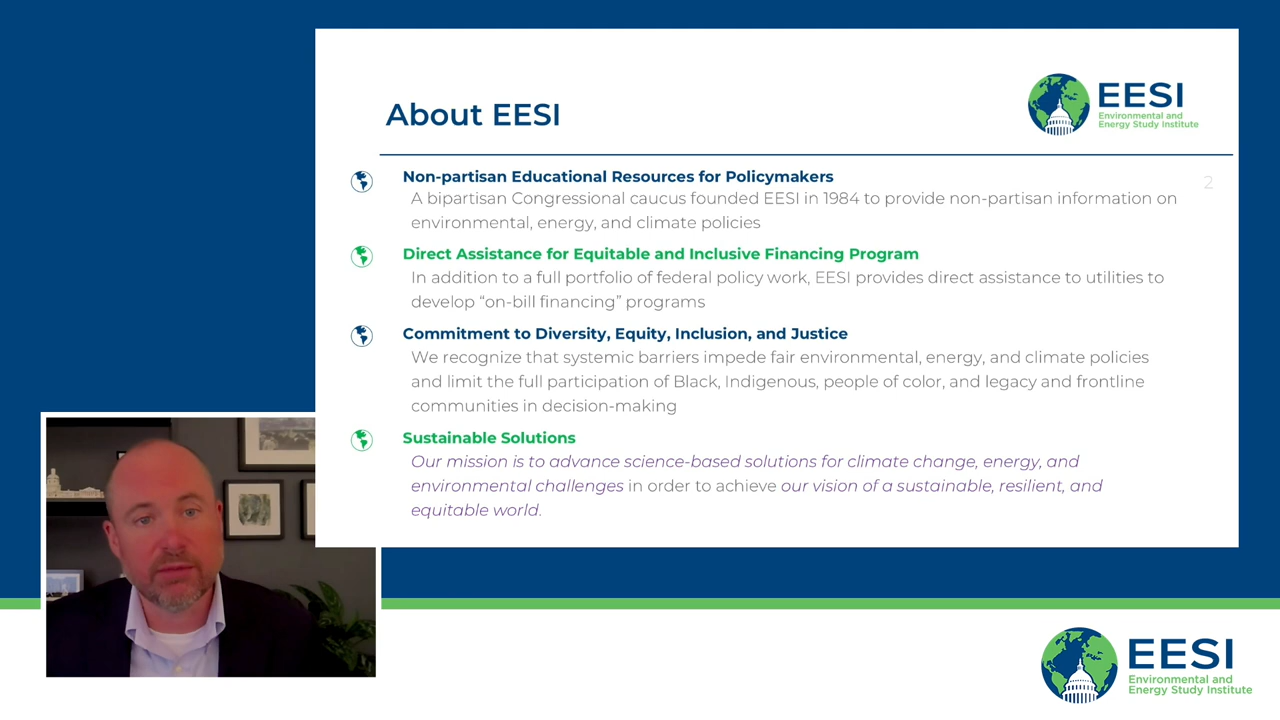 About EESI
EESI
Environmental and
Energy Study Institute
2
Non-partisan Educational Resources for Policymakers
A bipartisan Congressional caucus founded EESI in 1984 to provide non-partisan information on
environmental, energy, and climate policies
Direct Assistance for Equitable and Inclusive Financing Program
In addition to a full portfolio of federal policy work, EESI provides direct assistance to utilities to
develop “on-bill financing” programs
Commitment to Diversity, Equity, Inclusion, and Justice
We recognize that systemic barriers impede fair environmental, energy, and climate policies
and limit the full participation of Black, Indigenous, people of color, and legacy and frontline
communities in decision-making
Sustainable Solutions
Our mission is to advance science-based solutions for climate change, energy, and
environmental challenges in order to achieve our vision of a sustainable, resilient, and
equitable world.
EESI
Environmental and
Energy Study Institute